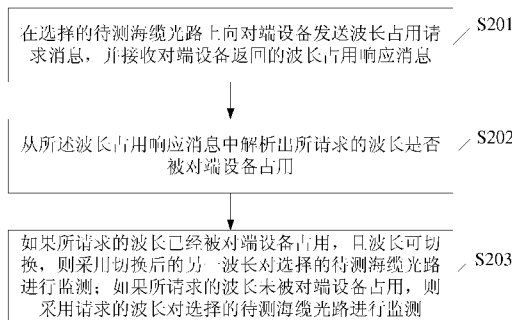 在选择的待测海缆光路上向对端设备发送波长占用请
求消息，并接收对端设备返回的波长占用响应消息
S201
从所述波长占用响应消息中解析出所请求的波长是否
被对端设备占用
S202
如果所请求的波长已经被对端设备占用，且波长可切
换，则采用切换后的另一波长对选择的待测海缆光路
进行监测；如果所请求的波长未被对端设备占用，则
采用请求的波长对选择的待测海缆光路进行监测
S203